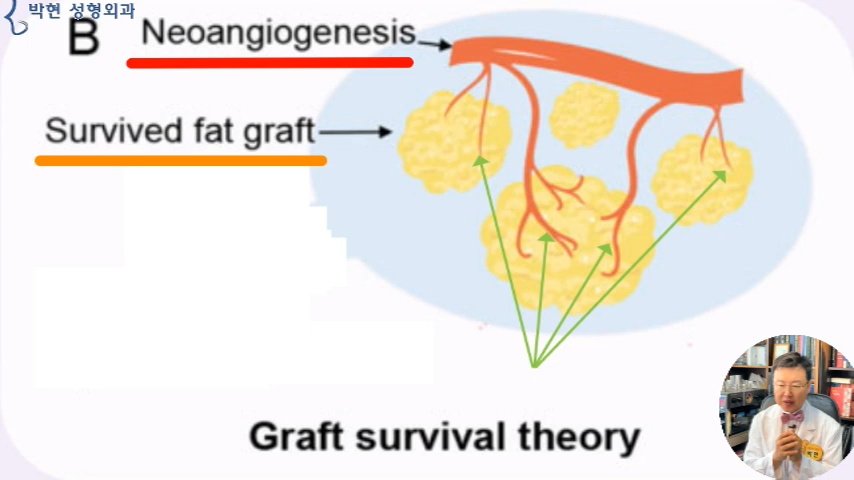 박현 성형외과
B Neoangiogenesis
Survived fat graft
Graft survival theory